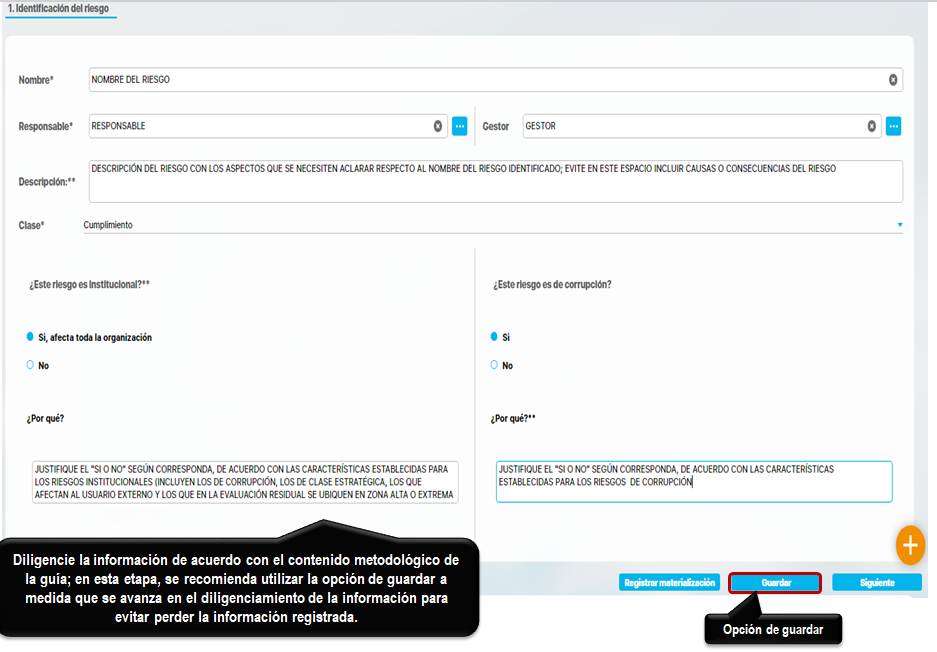 1. Identificación del riesgo
Nombre* NOMBRE DEL RIESGO
Responsable* RESPONSABLE Gestor GESTOR
Descripción:** DESCRIPCIÓN DEL RIESGO CON LOS ASPECTOS QUE SE NECESITEN ACLARAR RESPECTO AL NOMBRE DEL RIESGO IDENTIFICADO; EVITE EN ESTE ESPACIO INCLUIR CAUSAS O CONSECUENCIAS DEL RIESGO
Clase* Cumplimiento
¿Este riesgo es Institucional?**
Si, afecta toda la organización
No
¿Por qué?
JUSTIFIQUE EL "SI O NO" SEGÚN CORRESPONDA, DE ACUERDO CON LAS CARACTERÍSTICAS ESTABLECIDAS PARA
LOS RIESGOS INSTITUCIONALES (INCLUYEN LOS DE CORRUPCIÓN, LOS DE CLASE ESTRATÉGICA, LOS QUE
AFECTAN AL USUARIO EXTERNO Y LOS QUE EN LA EVALUACIÓN RESIDUAL SE UBIQUEN EN ZONA ALTA O EXTREMA
¿Este riesgo es de corrupción?
Si
No
¿Por qué?**
JUSTIFIQUE EL "SI O NO" SEGÚN CORRESPONDA, DE ACUERDO CON LAS CARACTERÍSTICAS
ESTABLECIDAS PARA LOS RIESGOS DE CORRUPCIÓN
Diligencie la información de acuerdo con el contenido metodológico de
la guía; en esta etapa, se recomienda utilizar la opción de guardar a
medida que se avanza en el diligenciamiento de la información para
evitar perder la información registrada.
Registrar materialización Guardar Siguiente
Opción de guardar